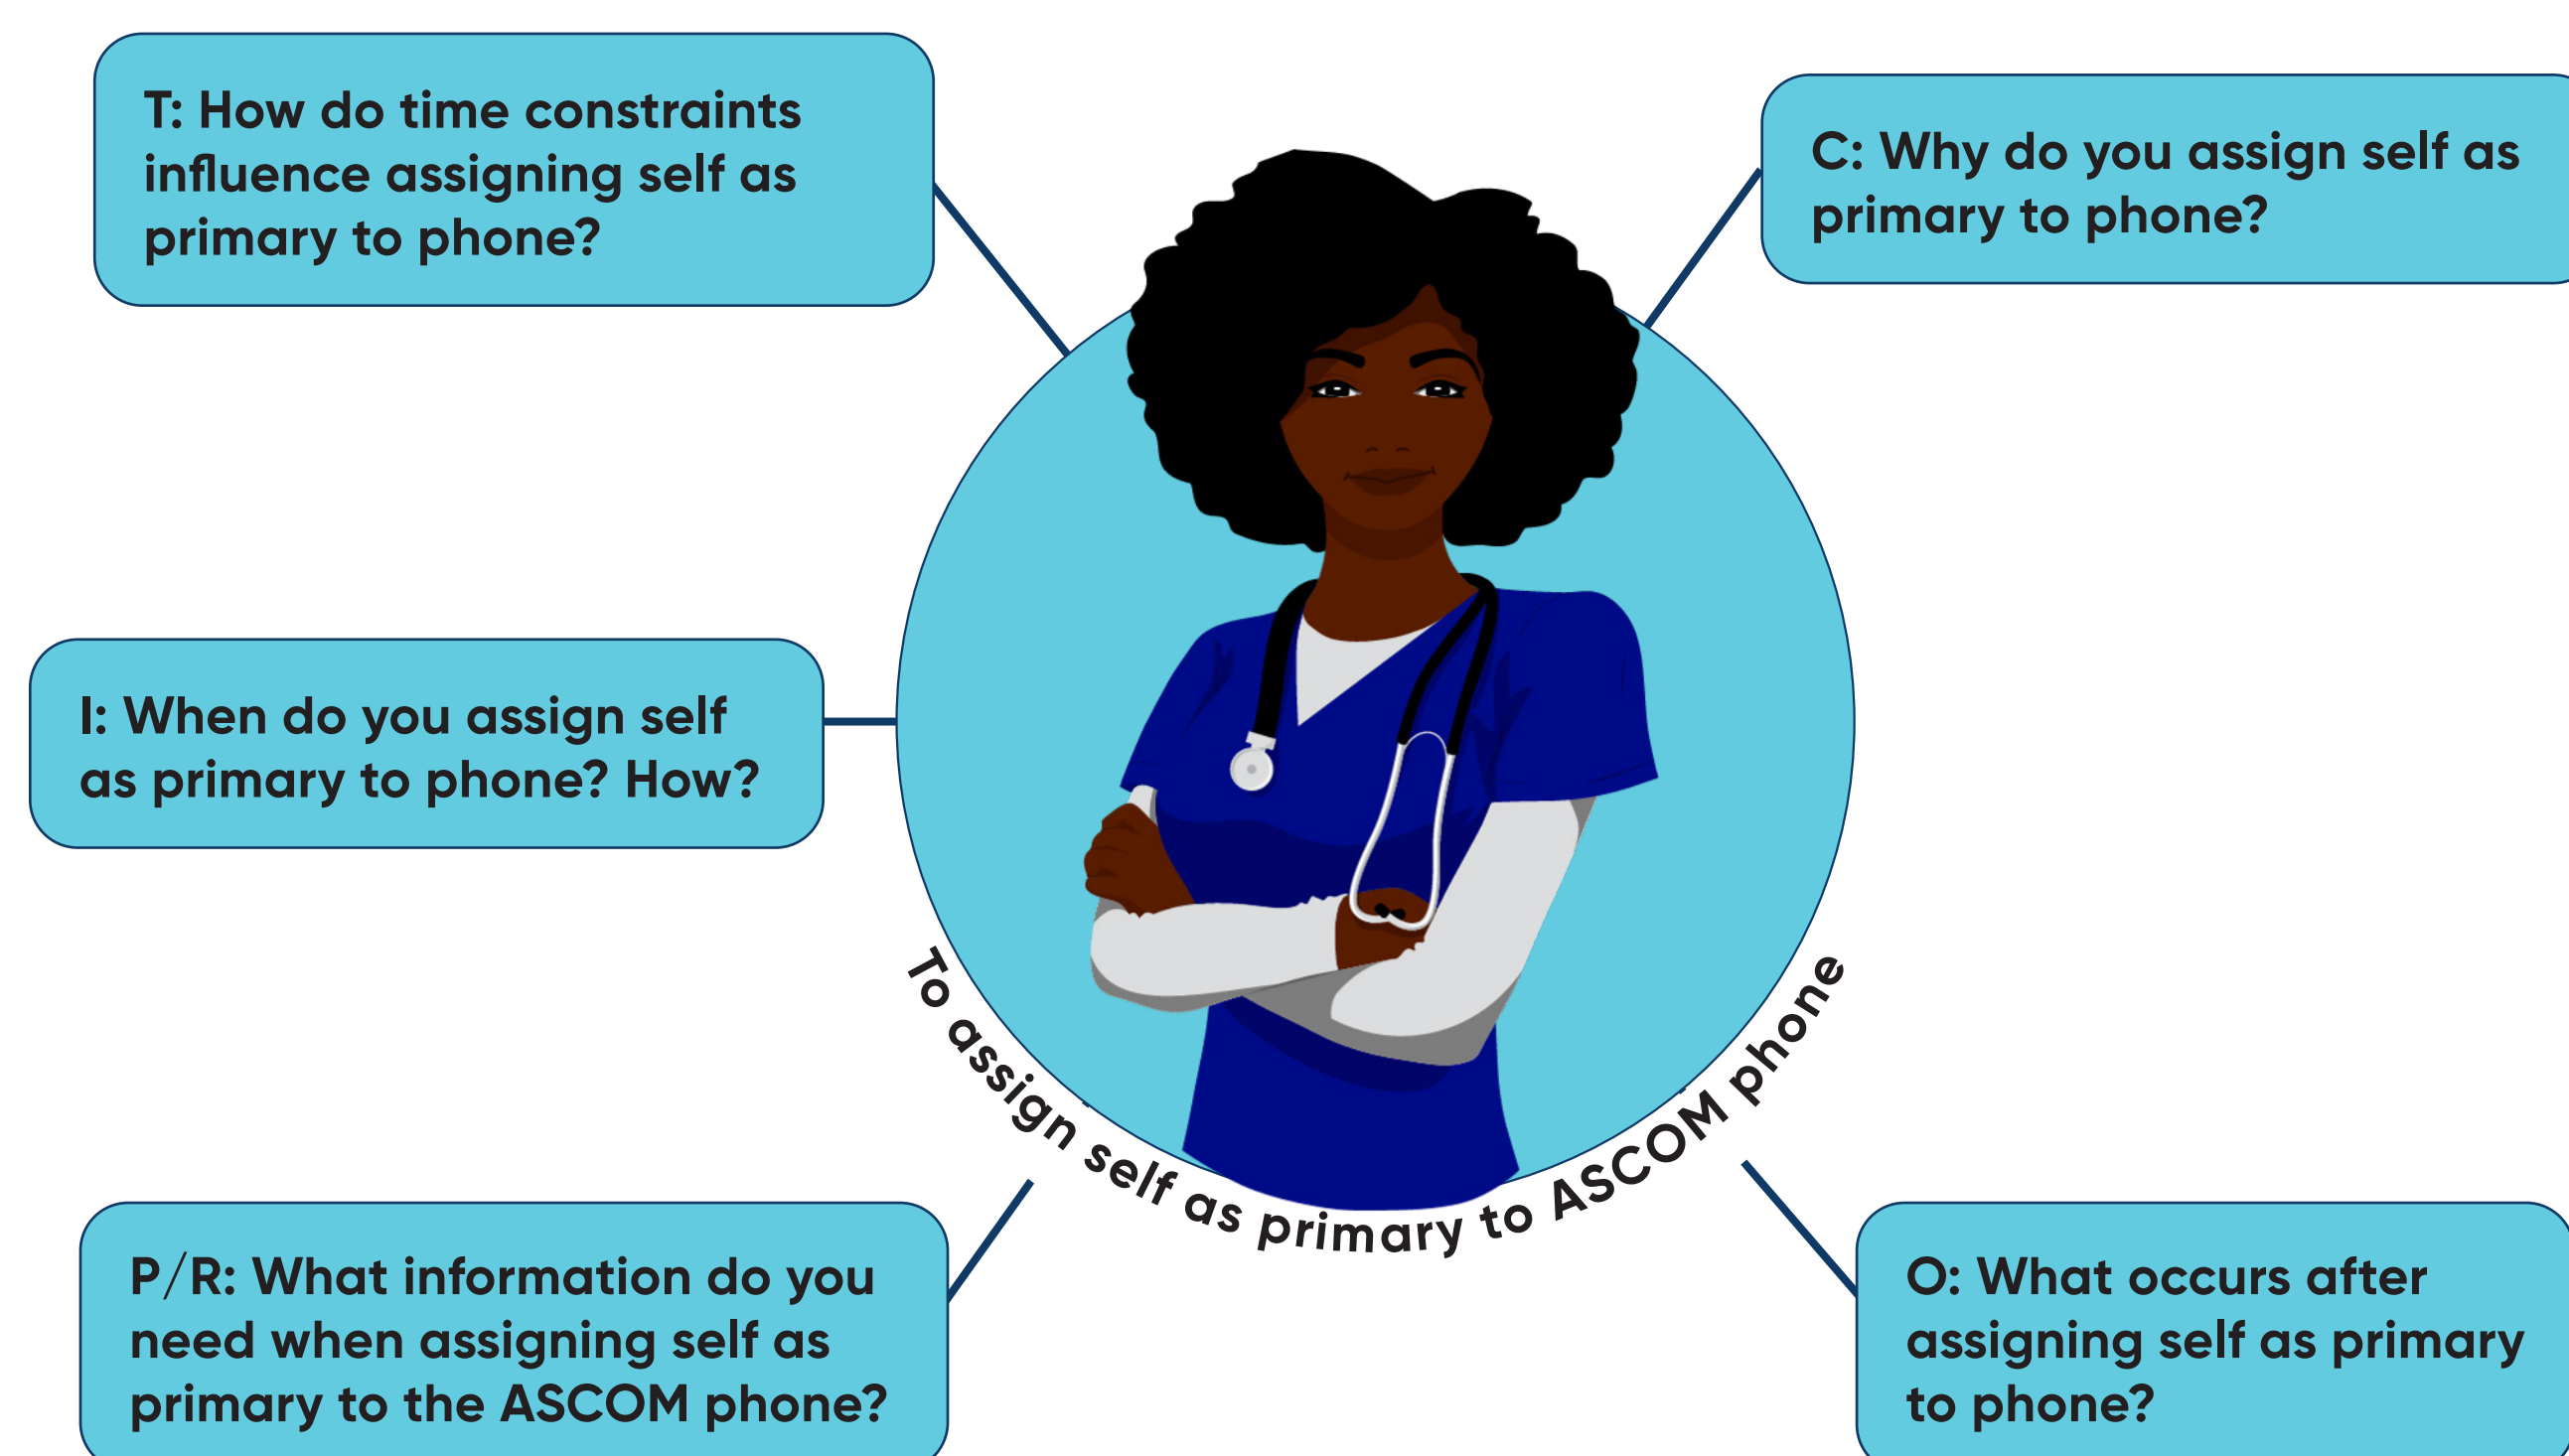 T: How do time constraints
influence assigning self as
primary to phone?
C: Why do you assign self as
primary to phone?
I: When do you assign self
as primary to phone? How?
To assign self as primary to ASCOM phone
P/R: What information do you
need when assigning self as
primary to the ASCOM phone?
O: What occurs after
assigning self as primary
to phone?